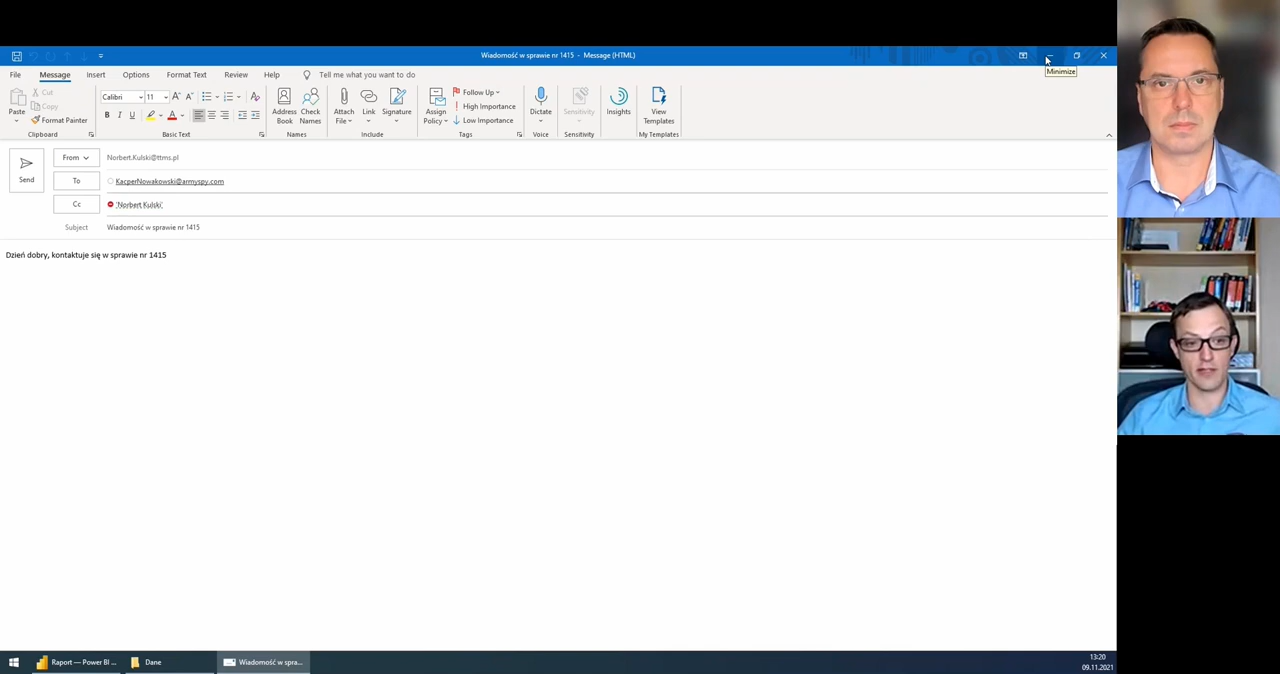 Wiadomość w sprawie nr 1415 - Message (HTML)
Minimize
File Message Insert Options Format Text Review Help Tell me what you want to do
Paste
Cut
Copy
Format Painter
Clipboard
Calibri 11
B I U
Basic Text
Address Book
Check Names
Names
Attach File
Link
Signature
Include
Assign Policy
Follow Up
High Importance
Low Importance
Tags
Dictate
Voice
Sensitivity
Sensitivity
Insights
View Templates
My Templates
Send
From Norbert.Kulski@ttms.pl
To KacperNowakowski@armyspy.com
Cc 'Norbert Kulski'
Subject Wiadomość w sprawie nr 1415
Dzień dobry, kontaktuje się w sprawie nr 1415
Raport — Power BI ... Dane Wiadomość w spra...
13:20
09.11.2021